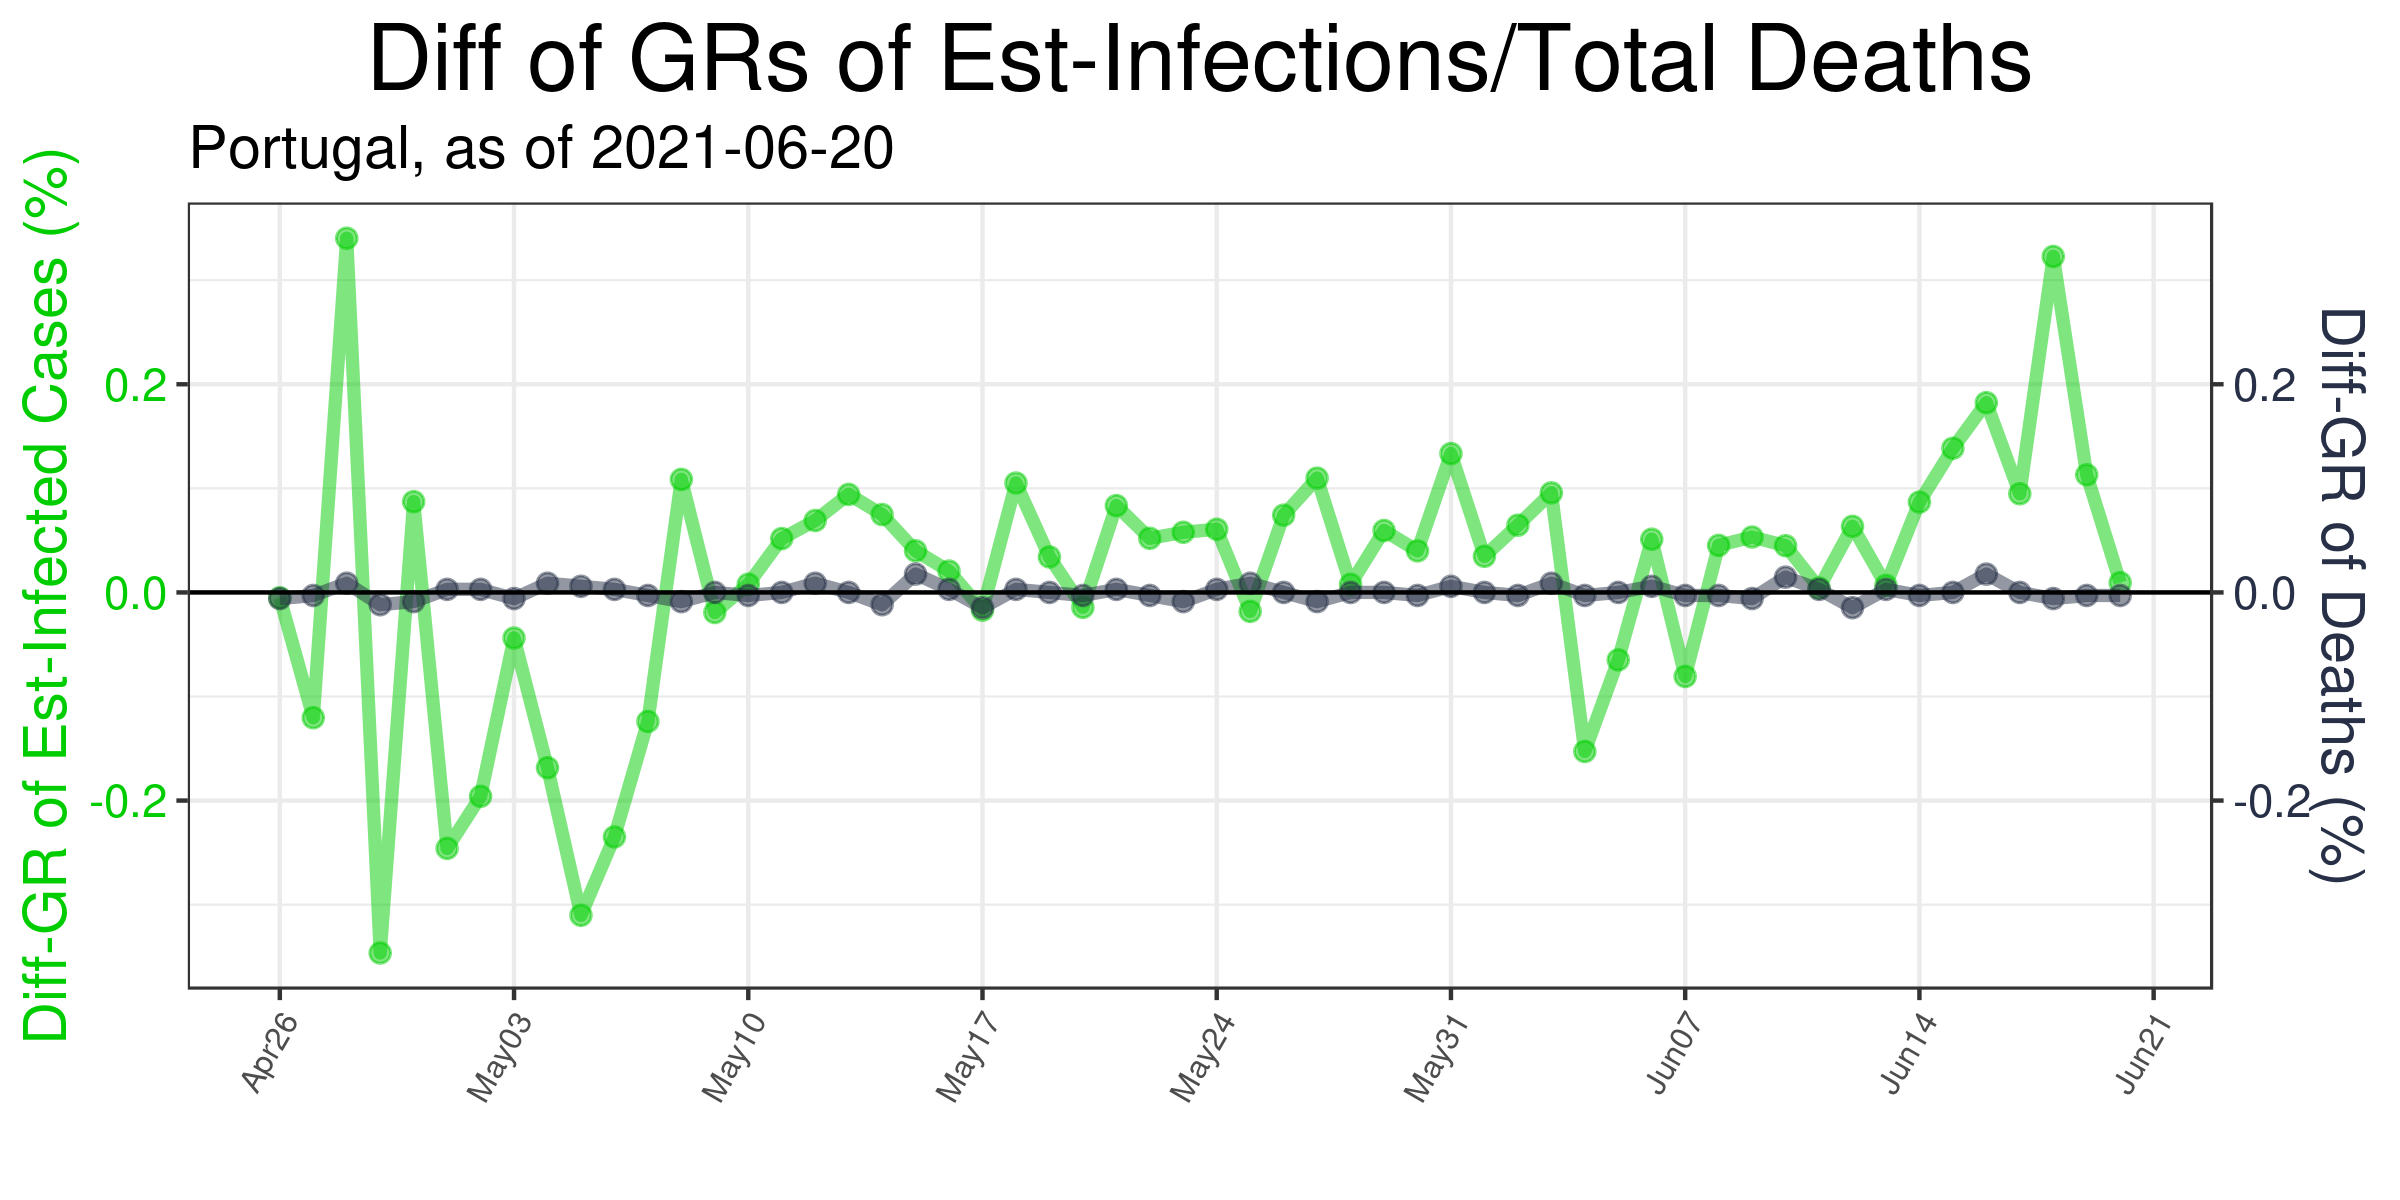 Diff of GRs of Est-Infections/Total Deaths
Portugal, as of 2021-06-20
Diff-GR of Est-Infected Cases (%)
0.2
0.0
-0.2
0.2
0.0
-0.2
Diff-GR of Deaths (%)
Apr26
May03
May10
May17
May24
May31
Jun07
Jun14
Jun21